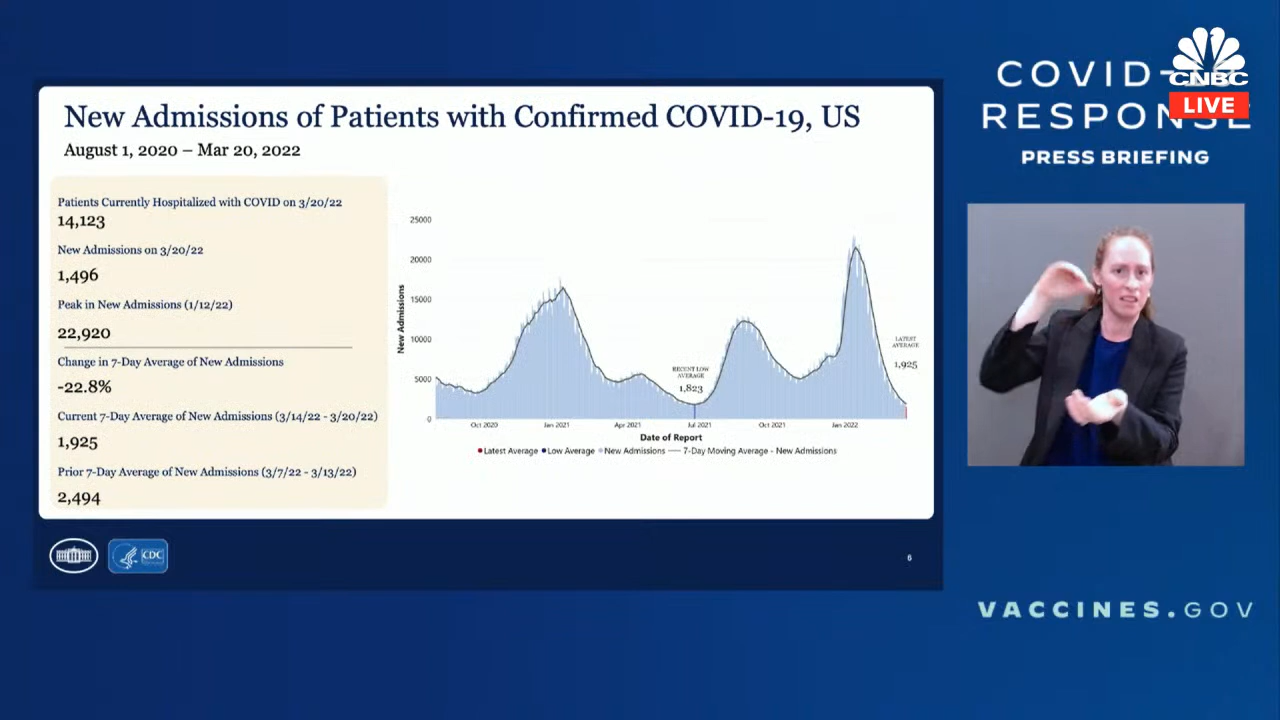 New Admissions of Patients with Confirmed COVID-19, US
August 1, 2020 – Mar 20, 2022
Patients Currently Hospitalized with COVID on 3/20/22
14,123
New Admissions on 3/20/22
1,496
Peak in New Admissions (1/12/22)
22,920
Change in 7-Day Average of New Admissions
-22.8%
Current 7-Day Average of New Admissions (3/14/22 - 3/20/22)
1,925
Prior 7-Day Average of New Admissions (3/7/22 - 3/13/22)
2,494
New Admissions
25000
20000
15000
10000
5000
0
RECENT LOW
AVERAGE
1,823
LATEST
AVERAGE
1,925
Oct 2020 Jan 2021 Apr 2021 Jul 2021 Oct 2021 Jan 2022
Date of Report
Latest Average Low Average New Admissions 7-Day Moving Average - New Admissions
CDC
6
COVID-
RESPONSE
PRESS BRIEFING
CNBC
LIVE
VACCINES.GOV